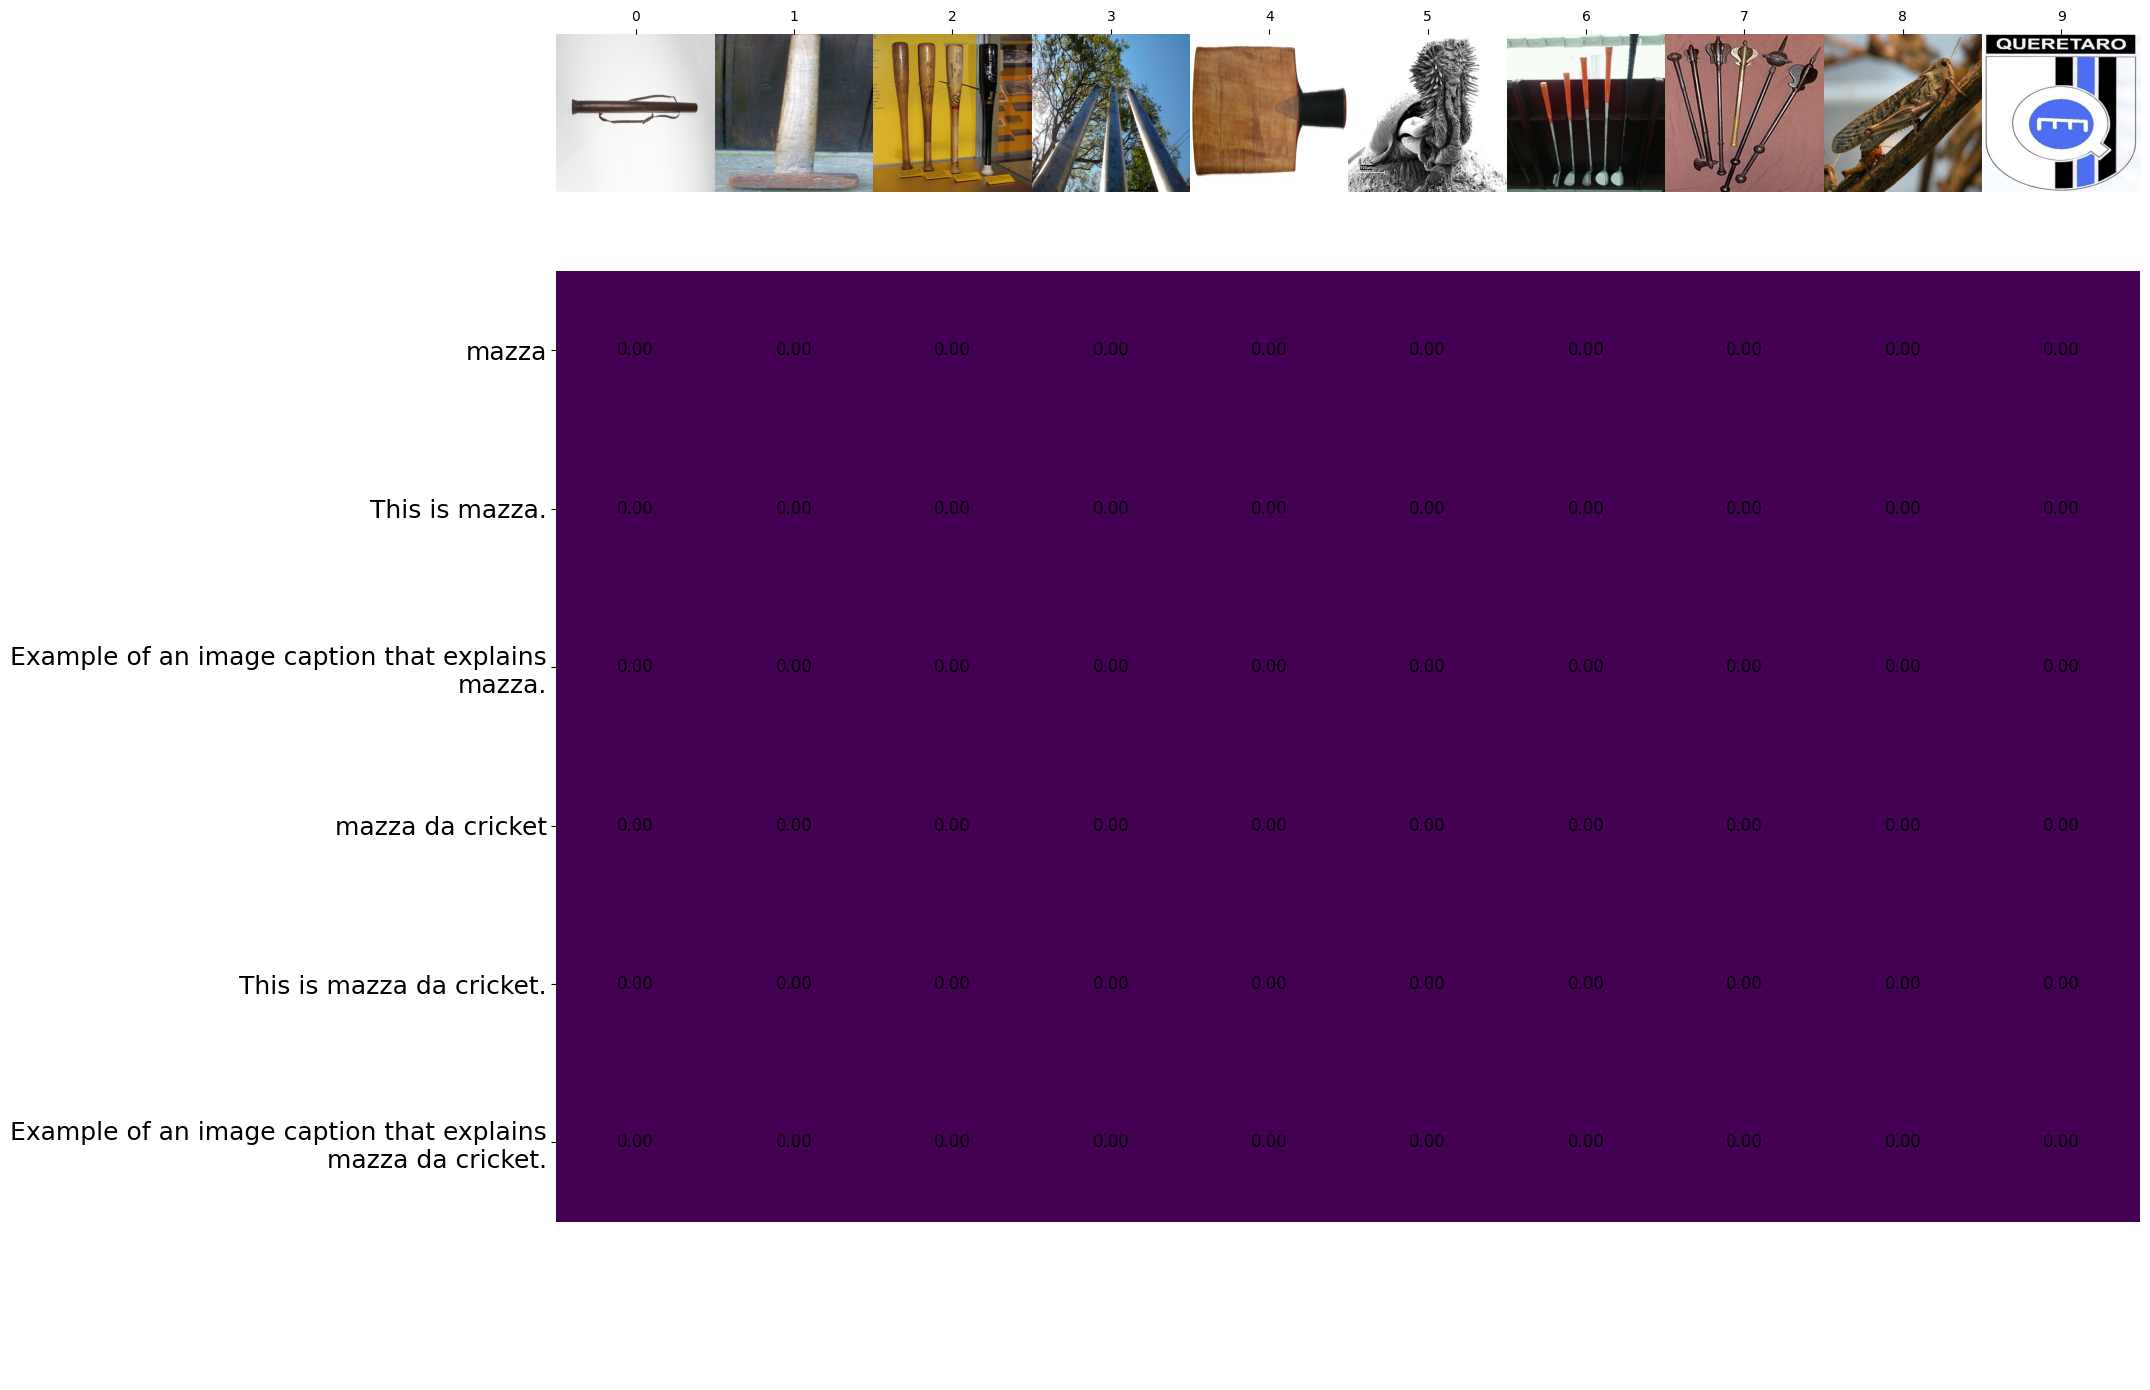 0 1 2 3 4 5 6 7 8 9
QUERETARO
mazza
0.00 0.00 0.00 0.00 0.00 0.00 0.00 0.00 0.00 0.00
This is mazza.
0.00 0.00 0.00 0.00 0.00 0.00 0.00 0.00 0.00 0.00
Example of an image caption that explains
mazza.
0.00 0.00 0.00 0.00 0.00 0.00 0.00 0.00 0.00 0.00
mazza da cricket
0.00 0.00 0.00 0.00 0.00 0.00 0.00 0.00 0.00 0.00
This is mazza da cricket.
0.00 0.00 0.00 0.00 0.00 0.00 0.00 0.00 0.00 0.00
Example of an image caption that explains
mazza da cricket.
0.00 0.00 0.00 0.00 0.00 0.00 0.00 0.00 0.00 0.00